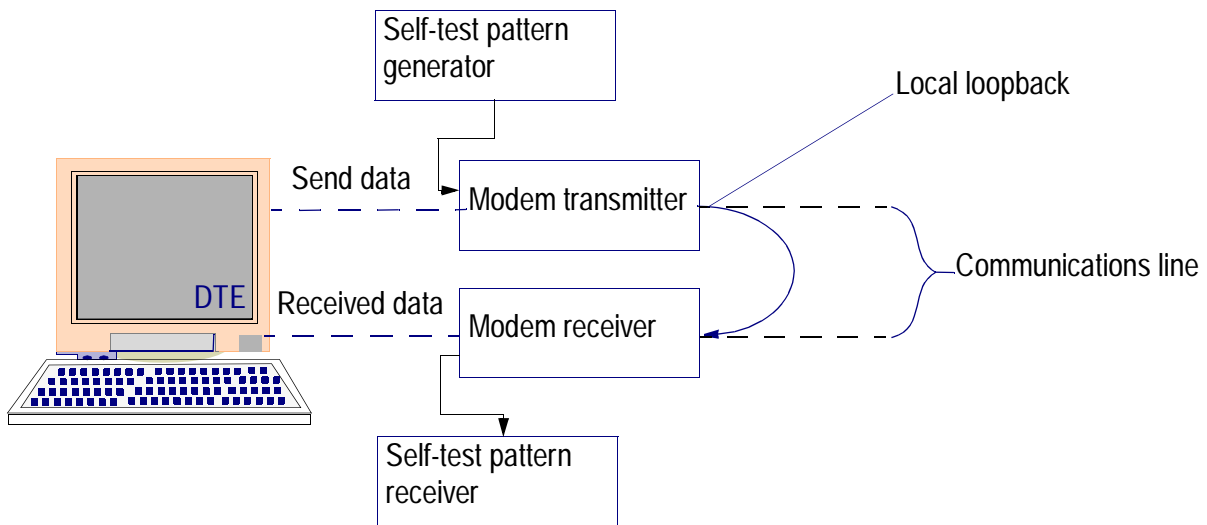 Self-test pattern
generator
Local loopback
Send data
Modem transmitter
Communications line
DTE
Received data
Modem receiver
Self-test pattern
receiver